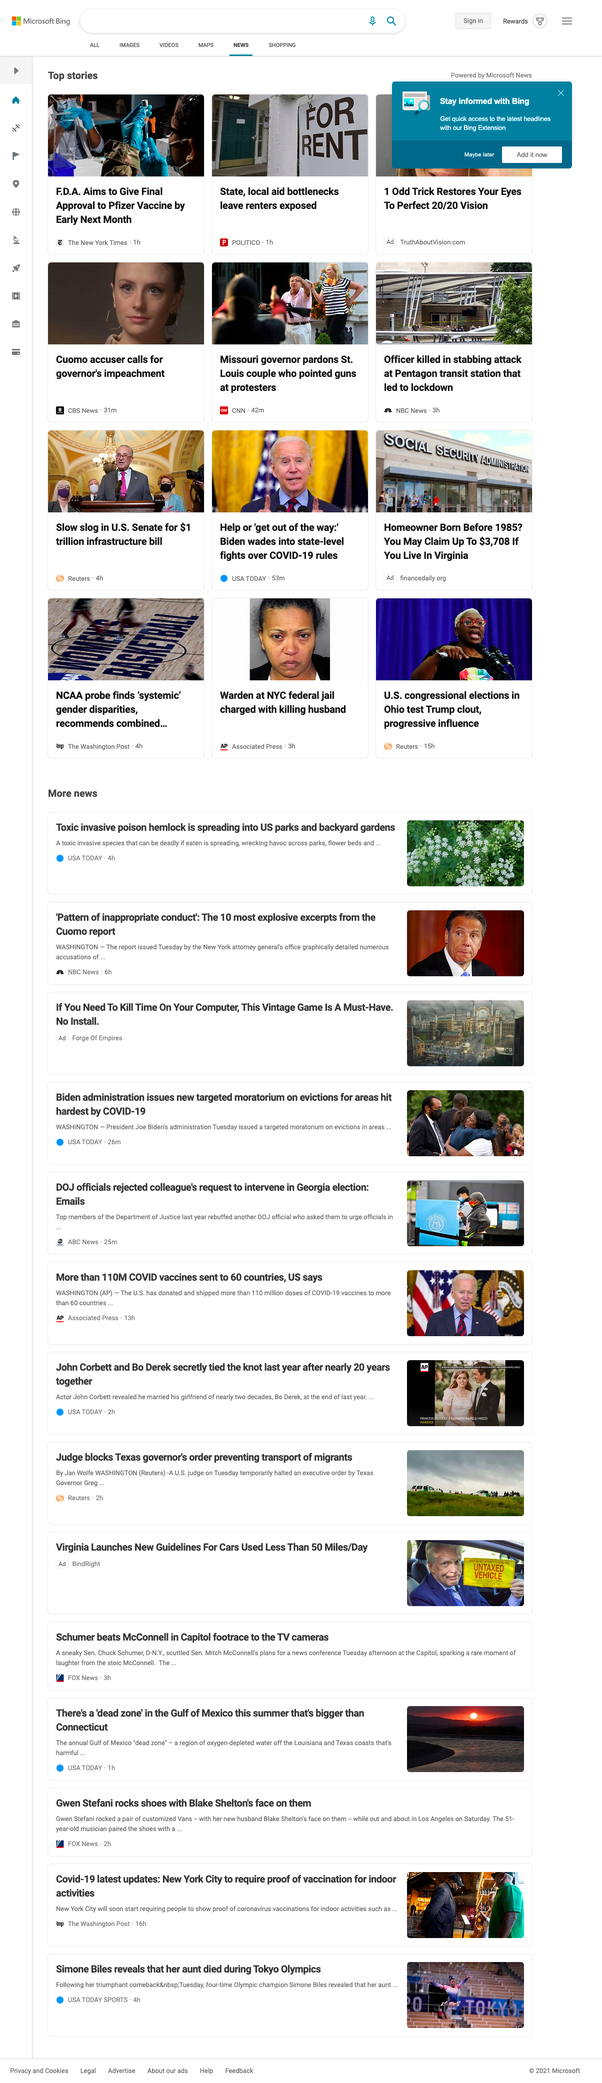 Microsoft Bing
Sign in
Rewards
ALL
IMAGES
VIDEOS
MAPS
NEWS
SHOPPING
Top stories
Powered by Microsoft News
Stay informed with Bing
Get quick access to the latest headlines
with our Bing Extension
Maybe later
Add it now
FOR
RENT
F.D.A. Aims to Give Final
Approval to Pfizer Vaccine by
Early Next Month
The New York Times · 1h
State, local aid bottlenecks
leave renters exposed
POLITICO · 1h
1 Odd Trick Restores Your Eyes
To Perfect 20/20 Vision
Ad TruthAboutVision.com
Cuomo accuser calls for
governor's impeachment
CBS News · 31m
Missouri governor pardons St.
Louis couple who pointed guns
at protesters
CNN · 42m
Officer killed in stabbing attack
at Pentagon transit station that
led to lockdown
NBC News · 3h
SOCIAL SECURITY ADMINISTRATION
Slow slog in U.S. Senate for $1
trillion infrastructure bill
Reuters · 4h
Help or 'get out of the way:'
Biden wades into state-level
fights over COVID-19 rules
USA TODAY · 53m
Homeowner Born Before 1985?
You May Claim Up To $3,708 If
You Live In Virginia
Ad financedaily.org
WOMEN'S
BASKETBALL
NCAA probe finds 'systemic'
gender disparities,
recommends combined…
The Washington Post · 4h
Warden at NYC federal jail
charged with killing husband
AP Associated Press · 3h
U.S. congressional elections in
Ohio test Trump clout,
progressive influence
Reuters · 15h
More news
Toxic invasive poison hemlock is spreading into US parks and backyard gardens
A toxic invasive species that can be deadly if eaten is spreading, wrecking havoc across parks, flower beds and ...
USA TODAY · 4h
'Pattern of inappropriate conduct': The 10 most explosive excerpts from the
Cuomo report
WASHINGTON — The report issued Tuesday by the New York attorney general's office graphically detailed numerous
accusations of ...
NBC News · 6h
If You Need To Kill Time On Your Computer, This Vintage Game Is A Must-Have.
No Install.
Ad Forge Of Empires
Biden administration issues new targeted moratorium on evictions for areas hit
hardest by COVID-19
WASHINGTON — President Joe Biden's administration Tuesday issued a targeted moratorium on evictions in areas ...
USA TODAY · 26m
DOJ officials rejected colleague's request to intervene in Georgia election:
Emails
Top members of the Department of Justice last year rebuffed another DOJ official who asked them to urge officials in
...
ABC News · 25m
More than 110M COVID vaccines sent to 60 countries, US says
WASHINGTON (AP) — The U.S. has donated and shipped more than 110 million doses of COVID-19 vaccines to more
than 60 countries ...
AP Associated Press · 13h
John Corbett and Bo Derek secretly tied the knot last year after nearly 20 years
together
Actor John Corbett revealed he married his girlfriend of nearly two decades, Bo Derek, at the end of last year. ...
USA TODAY · 2h
AP
Judge blocks Texas governor's order preventing transport of migrants
By Jan Wolfe WASHINGTON (Reuters) -A U.S. judge on Tuesday temporarily halted an executive order by Texas
Governor Greg ...
Reuters · 2h
Virginia Launches New Guidelines For Cars Used Less Than 50 Miles/Day
Ad BindRight
UNTAXED
VEHICLE
Schumer beats McConnell in Capitol footrace to the TV cameras
A sneaky Sen. Chuck Schumer, D-N.Y., scuttled Sen. Mitch McConnell's plans for a news conference Tuesday afternoon at the Capitol, sparking a rare moment of
laughter from the stoic McConnell. The ...
FOX News · 3h
There's a 'dead zone' in the Gulf of Mexico this summer that's bigger than
Connecticut
The annual Gulf of Mexico "dead zone" – a region of oxygen-depleted water off the Louisiana and Texas coasts that's
harmful ...
USA TODAY · 1h
Gwen Stefani rocks shoes with Blake Shelton's face on them
Gwen Stefani rocked a pair of customized Vans – with her new husband Blake Shelton's face on them – while out and about in Los Angeles on Saturday. The 51-
year-old musician paired the shoes with a ...
FOX News · 2h
Covid-19 latest updates: New York City to require proof of vaccination for indoor
activities
New York City will soon start requiring people to show proof of coronavirus vaccinations for indoor activities such as ...
wp The Washington Post · 16h
Simone Biles reveals that her aunt died during Tokyo Olympics
Following her triumphant comeback&nbsp;Tuesday, four-time Olympic champion Simone Biles revealed that her aunt ...
USA TODAY SPORTS · 4h
TOKYO
Privacy and Cookies
Legal
Advertise
About our ads
Help
Feedback
© 2021 Microsoft